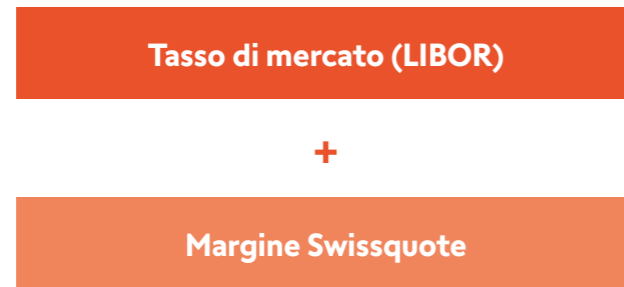 Tasso di mercato (LIBOR)
+
Margine Swissquote